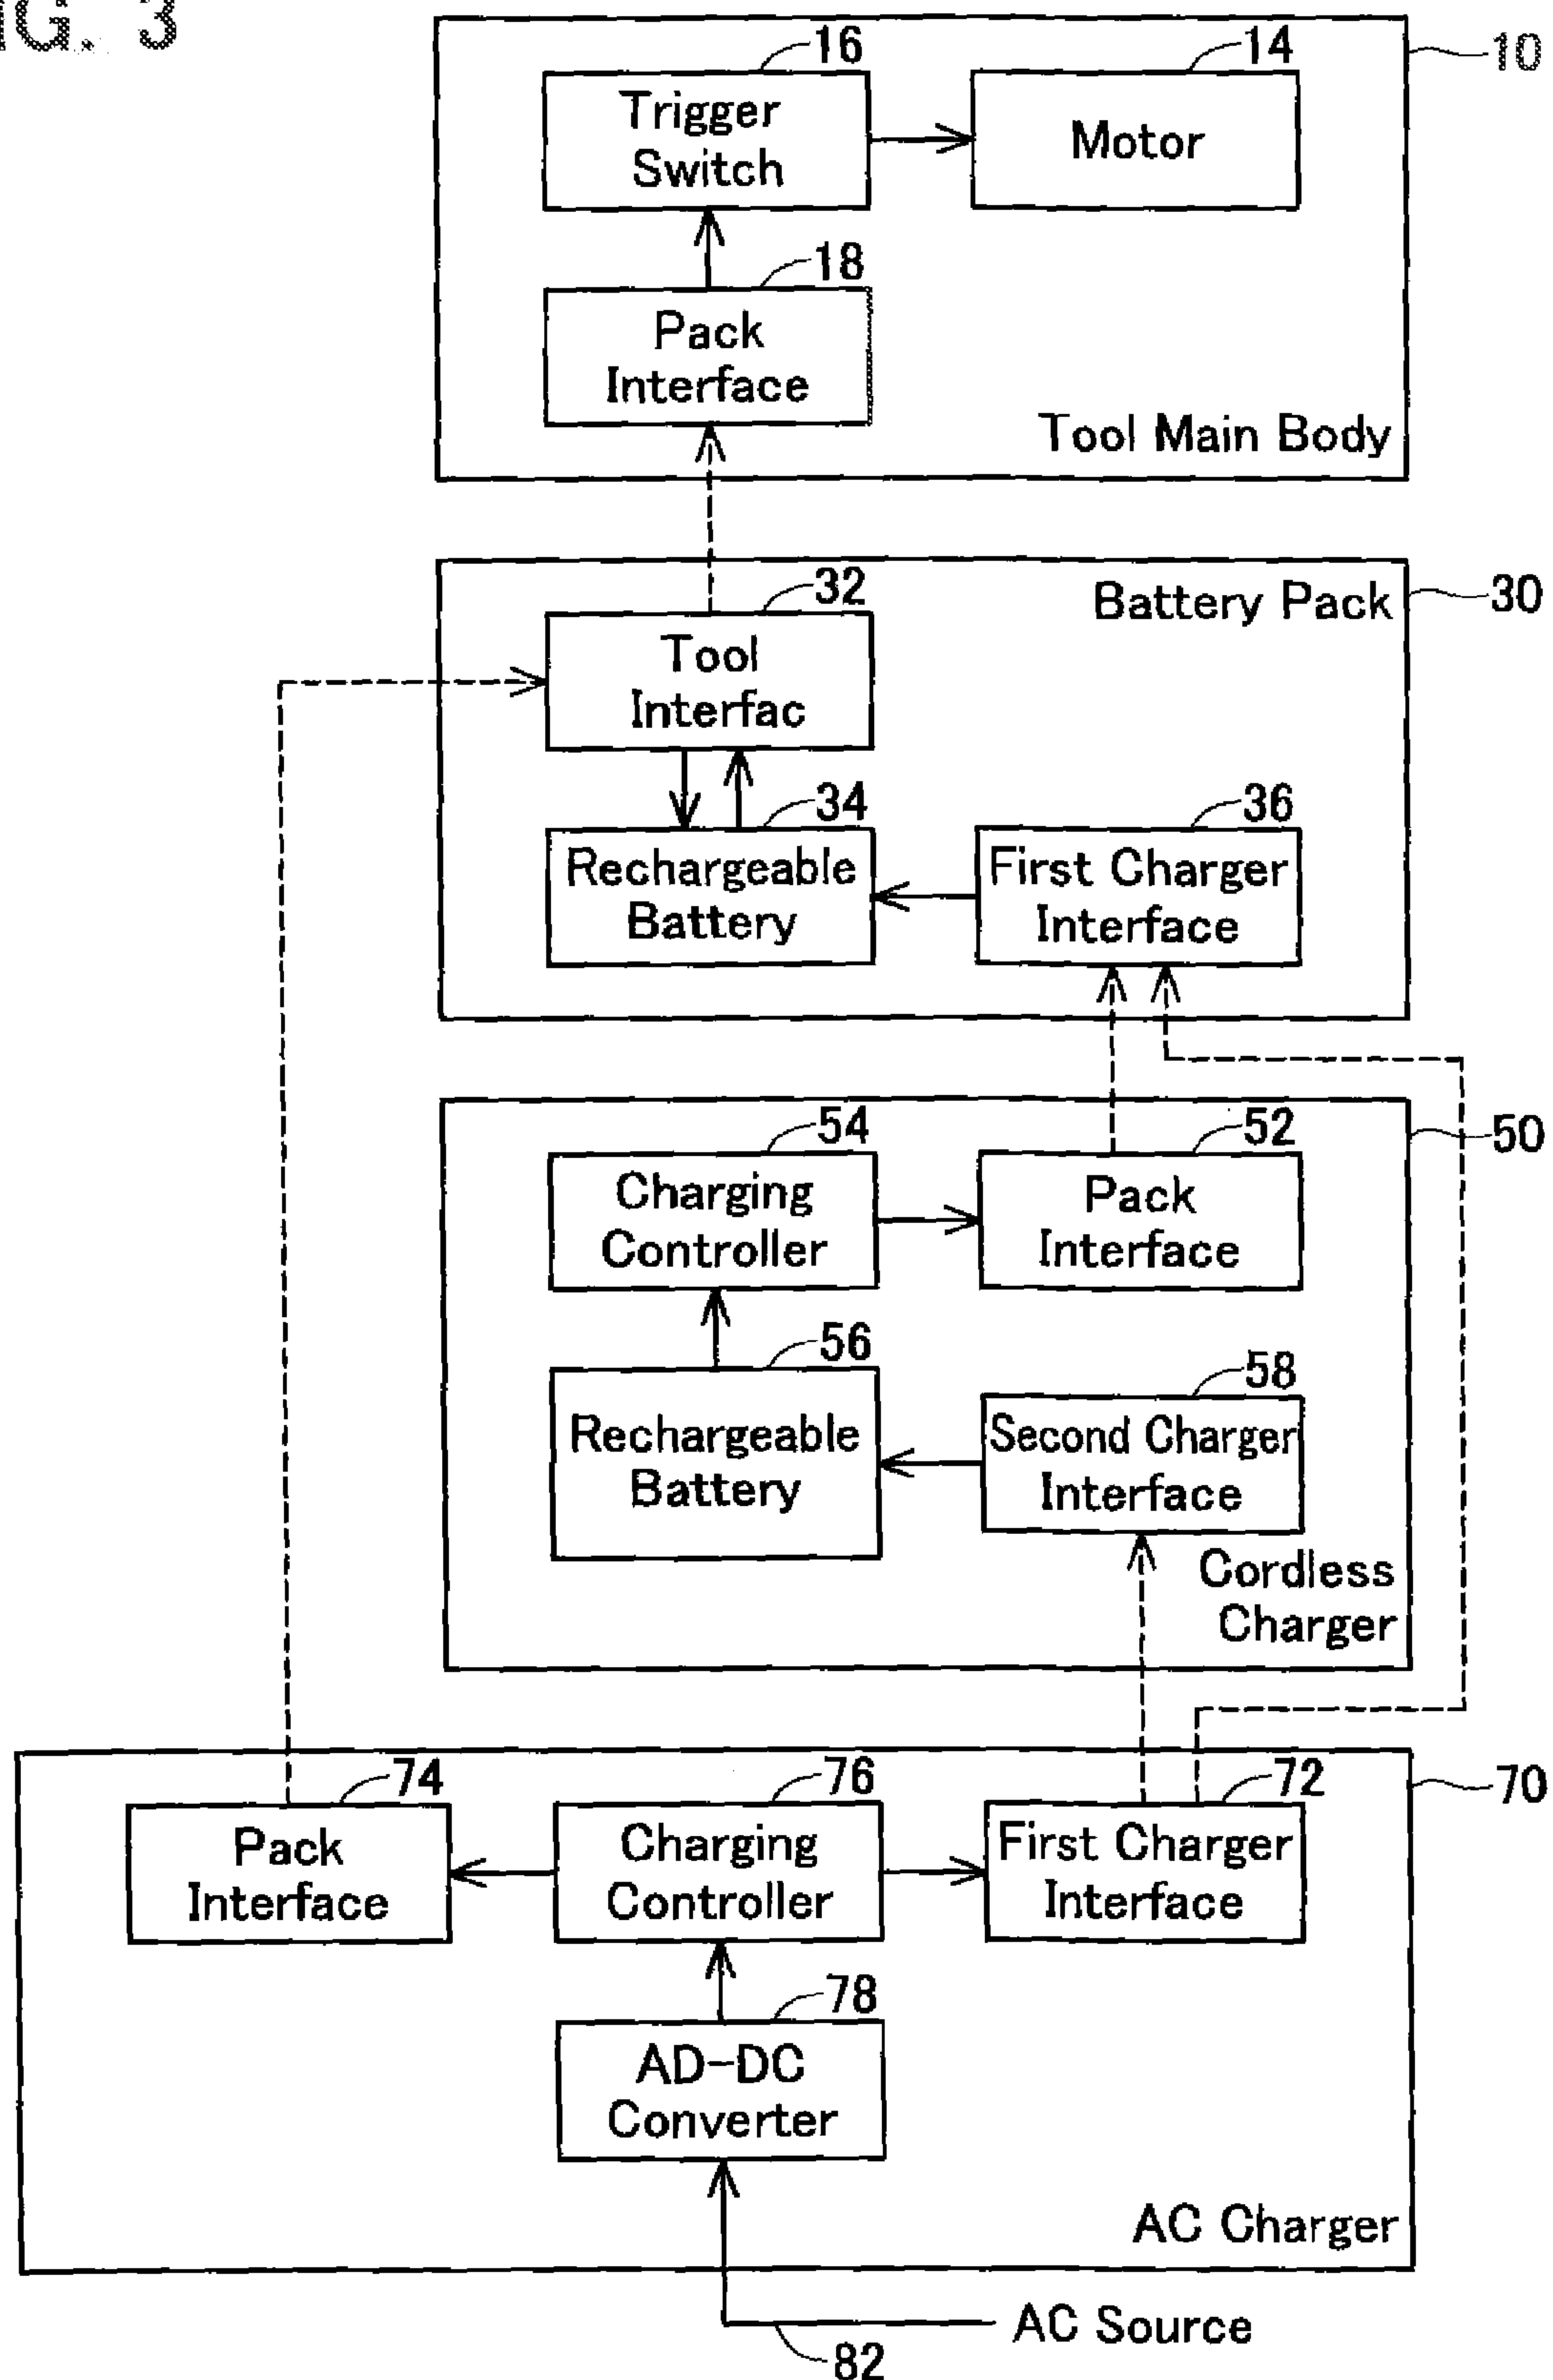 FIG. 3
16
14
10
Trigger
Switch
Motor
18
Pack
Interface
Tool Main Body
32
Battery Pack
30
Tool
Interfac
34
36
Rechargeable
Battery
First Charger
Interface
54
52
50
Charging
Controller
Pack
Interface
56
58
Rechargeable
Battery
Second Charger
Interface
Cordless
Charger
74
76
72
70
Pack
Interface
Charging
Controller
First Charger
Interface
78
AD-DC
Converter
AC Charger
AC Source
82